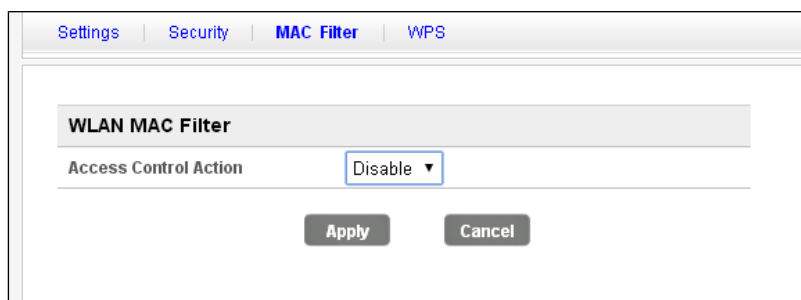 Settings | Security | MAC Filter | WPS
WLAN MAC Filter
Access Control Action Disable ▼
Apply Cancel